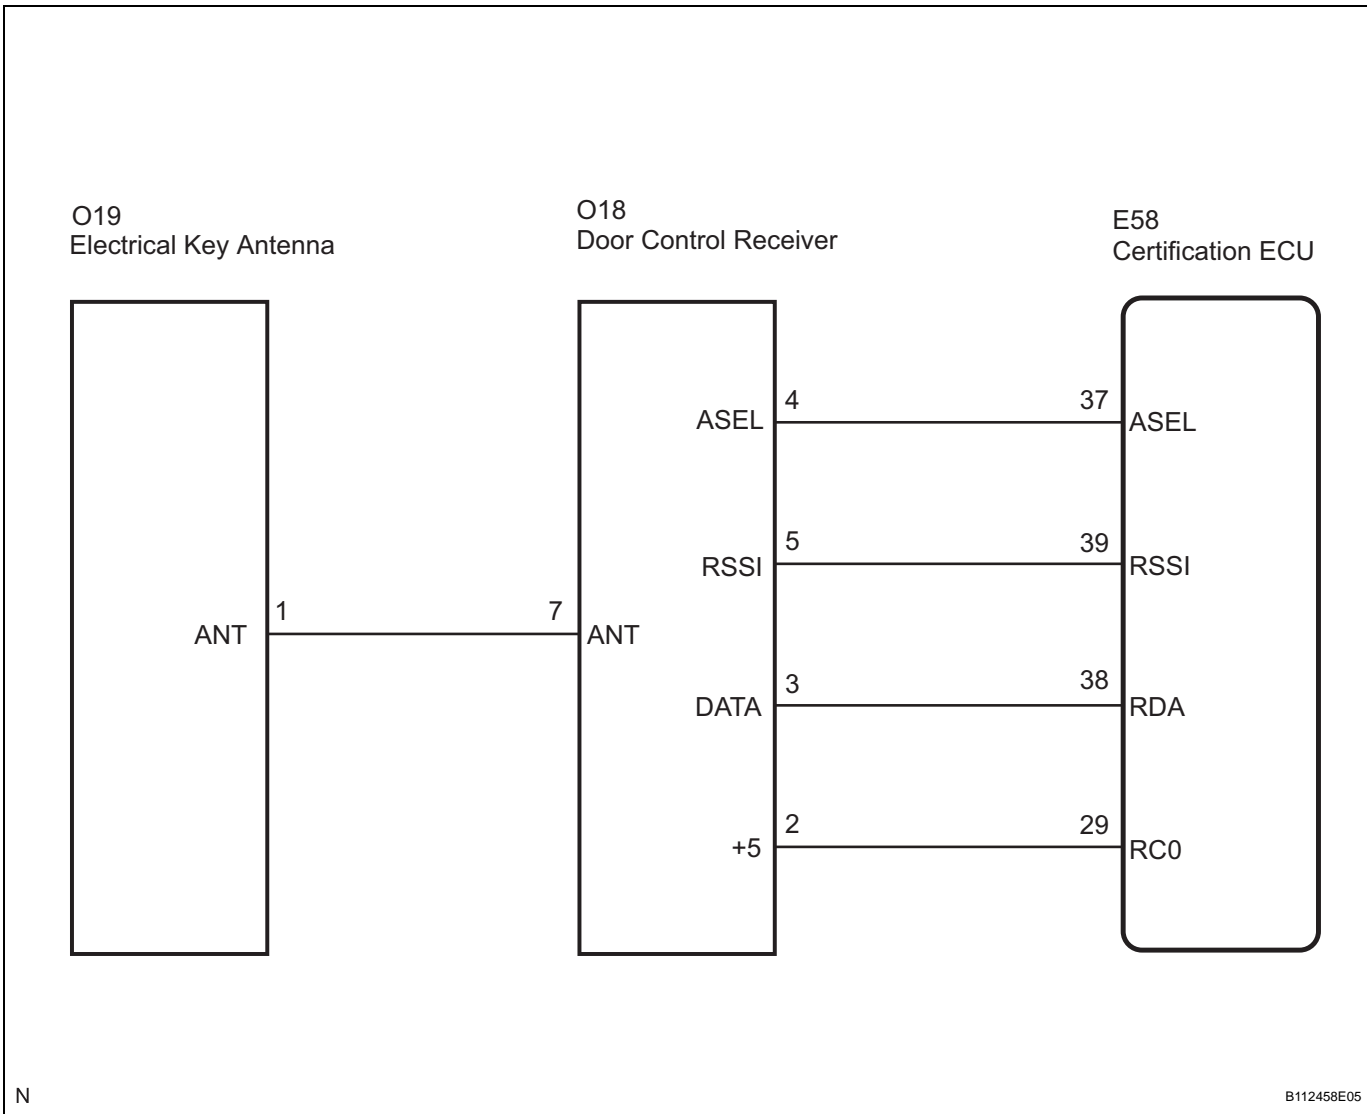 O19
Electrical Key Antenna
O18
Door Control Receiver
E58
Certification ECU
ASEL
4
37
ASEL
RSSI
5
39
RSSI
ANT
1
7
ANT
DATA
3
38
RDA
+5
2
29
RC0
N
B112458E05